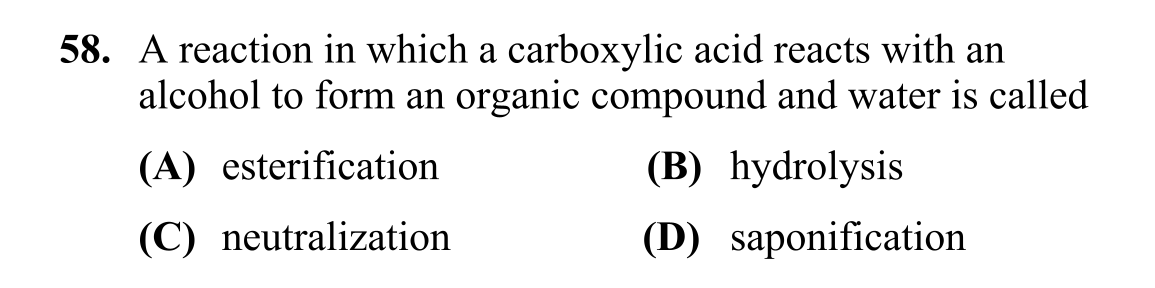 58. A reaction in which a carboxylic acid reacts with an
alcohol to form an organic compound and water is called
(A) esterification (B) hydrolysis
(C) neutralization (D) saponification